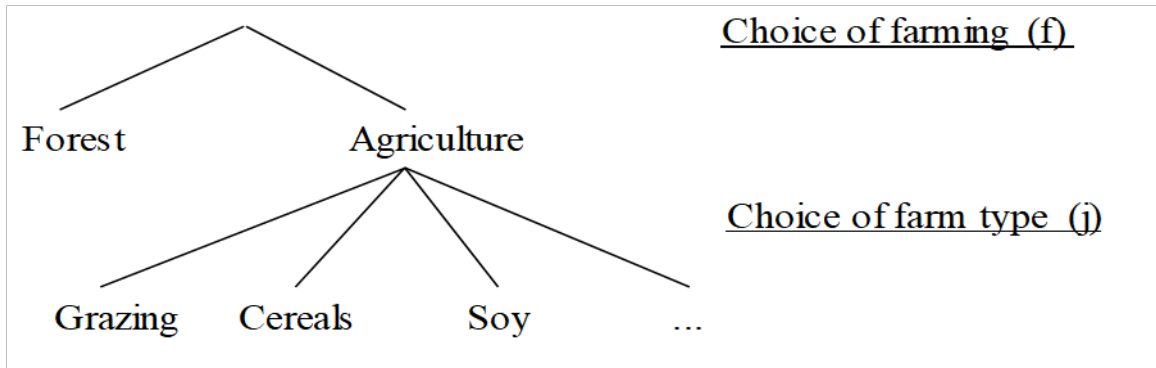 Choice of farming (f)
Forest
Agriculture
Choice of farm type (j)
Grazing
Cereals
Soy
...